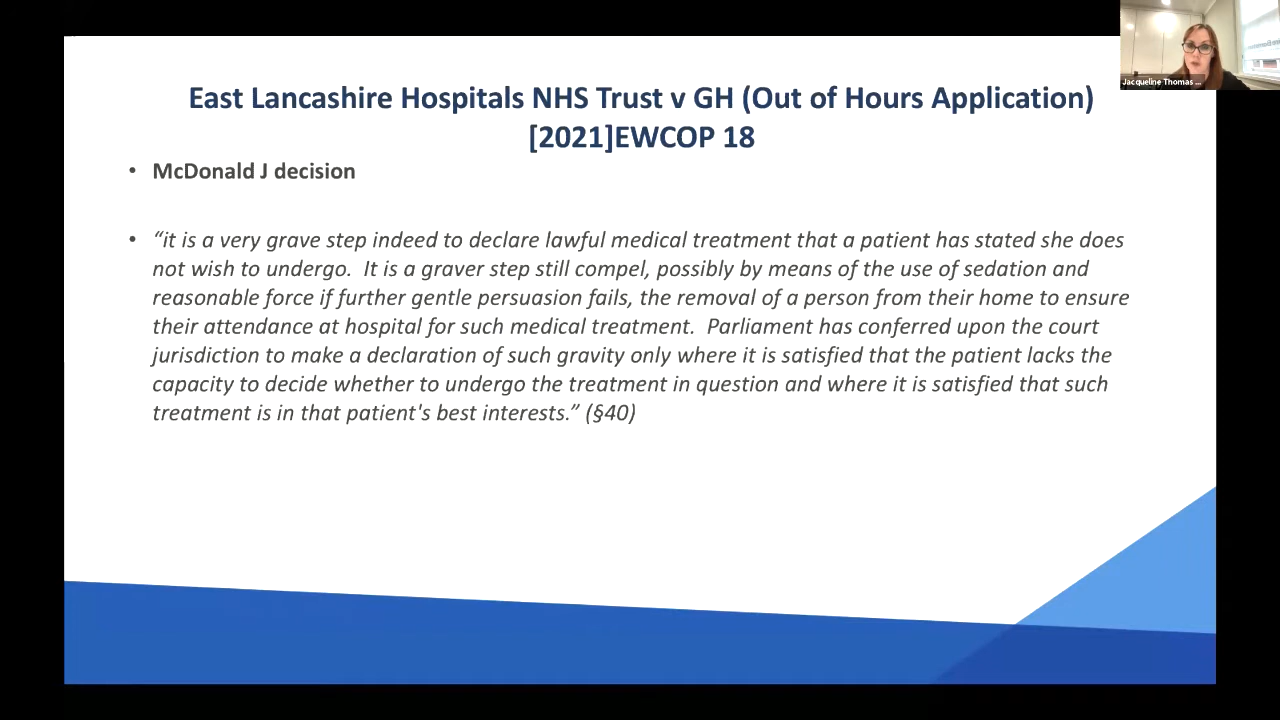 Jacqueline Thomas ...
East Lancashire Hospitals NHS Trust v GH (Out of Hours Application)
[2021]EWCOP 18
• McDonald J decision
• “it is a very grave step indeed to declare lawful medical treatment that a patient has stated she does
not wish to undergo.  It is a graver step still compel, possibly by means of the use of sedation and
reasonable force if further gentle persuasion fails, the removal of a person from their home to ensure
their attendance at hospital for such medical treatment.  Parliament has conferred upon the court
jurisdiction to make a declaration of such gravity only where it is satisfied that the patient lacks the
capacity to decide whether to undergo the treatment in question and where it is satisfied that such
treatment is in that patient's best interests.” (§40)